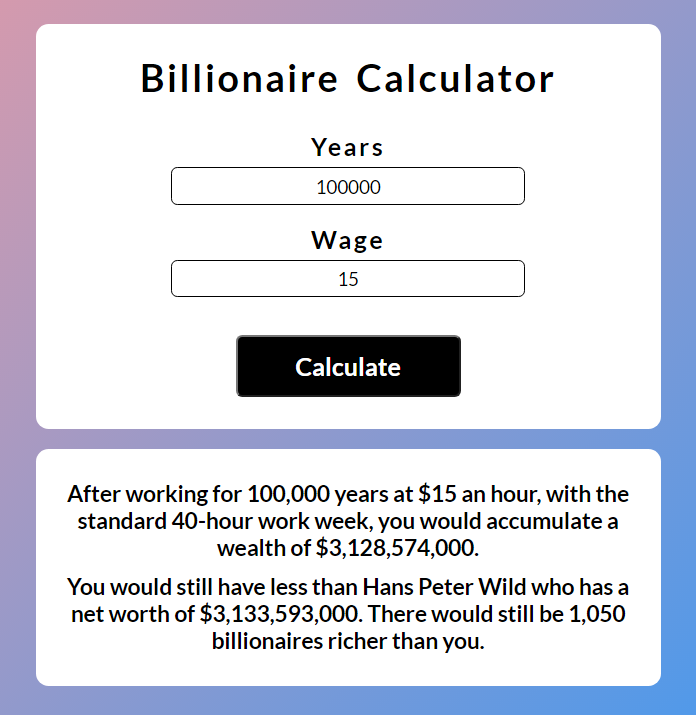 Billionaire Calculator
Years
100000
Wage
15
Calculate
After working for 100,000 years at $15 an hour, with the
standard 40-hour work week, you would accumulate a
wealth of $3,128,574,000.
You would still have less than Hans Peter Wild who has a
net worth of $3,133,593,000. There would still be 1,050
billionaires richer than you.